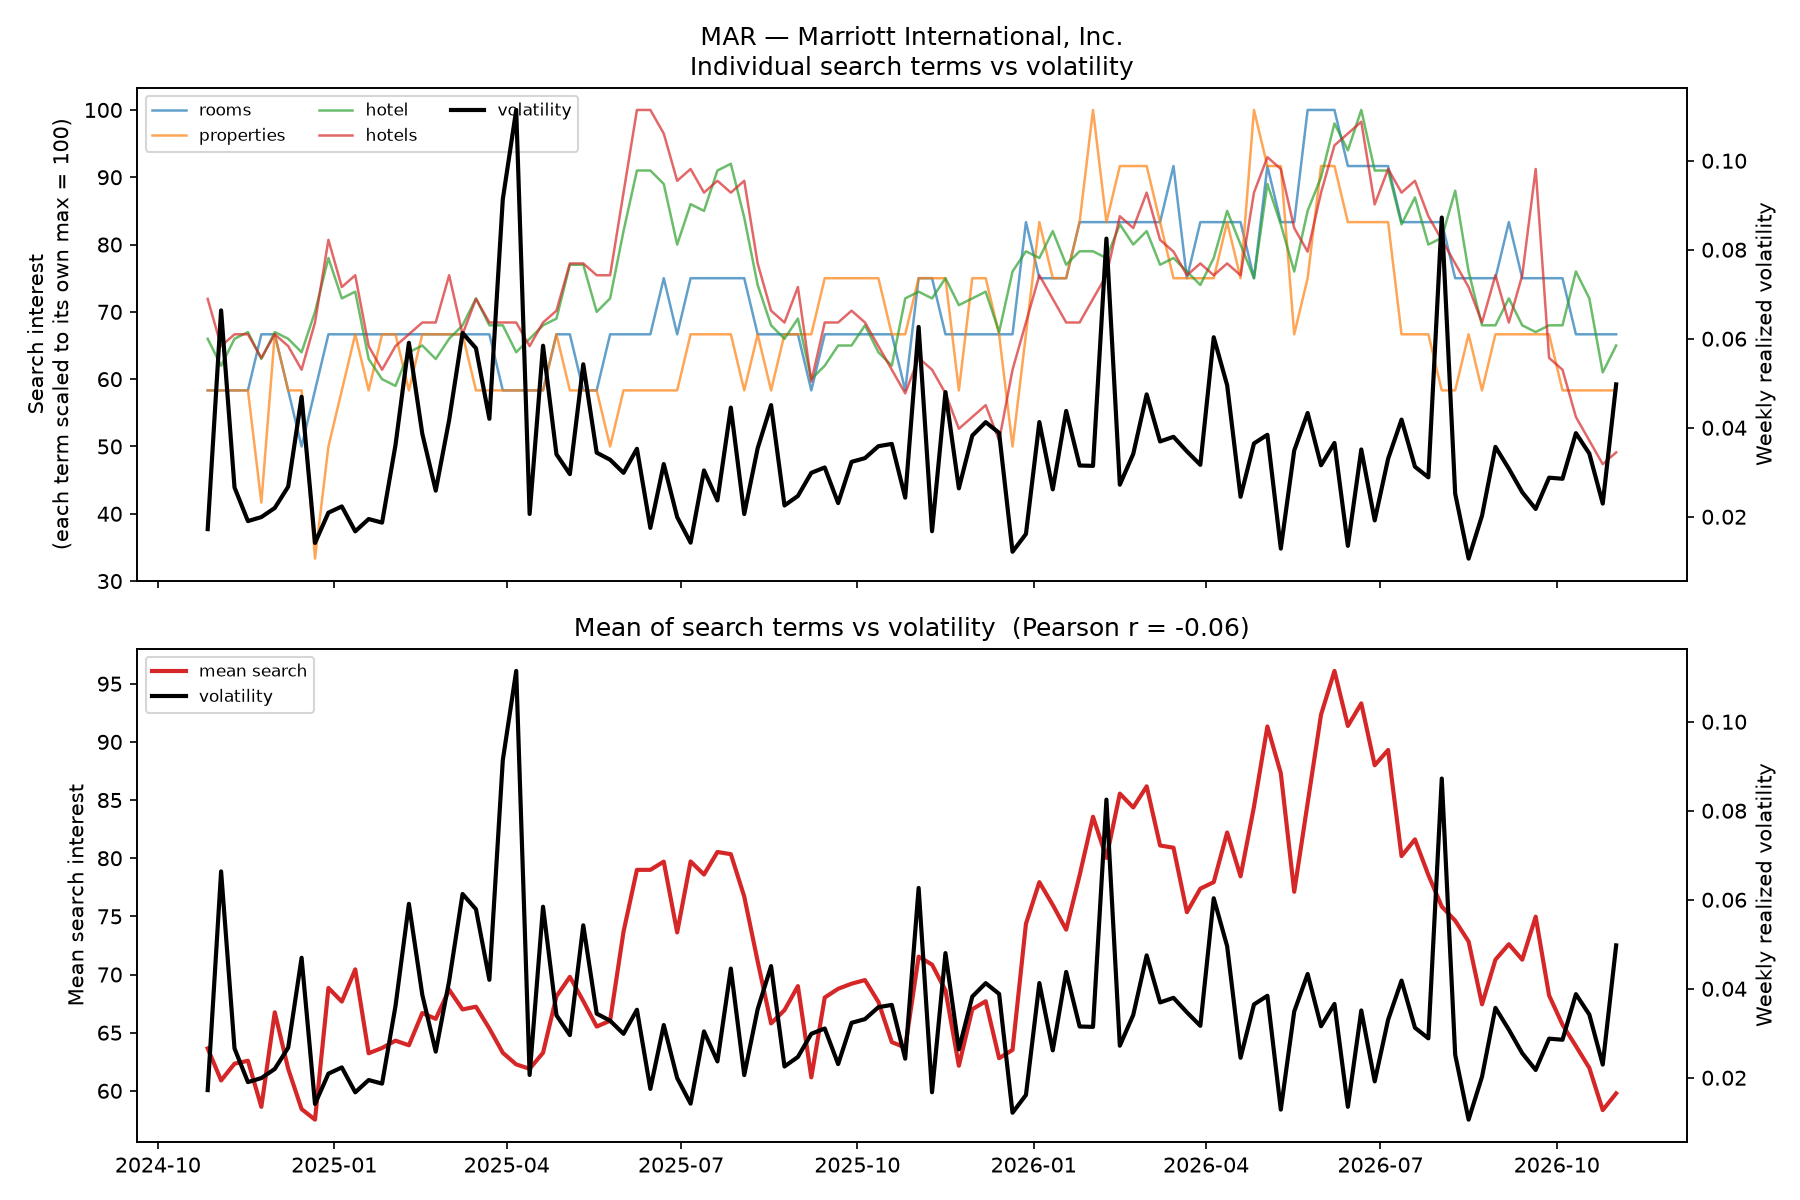 MAR — Marriott International, Inc.
Individual search terms vs volatility
rooms
properties
hotel
hotels
volatility
Search interest
(each term scaled to its own max = 100)
100
90
80
70
60
50
40
30
0.10
0.08
0.06
0.04
0.02
Weekly realized volatility
Mean of search terms vs volatility (Pearson r = -0.06)
mean search
volatility
Mean search interest
95
90
85
80
75
70
65
60
0.10
0.08
0.06
0.04
0.02
Weekly realized volatility
2024-10
2025-01
2025-04
2025-07
2025-10
2026-01
2026-04
2026-07
2026-10